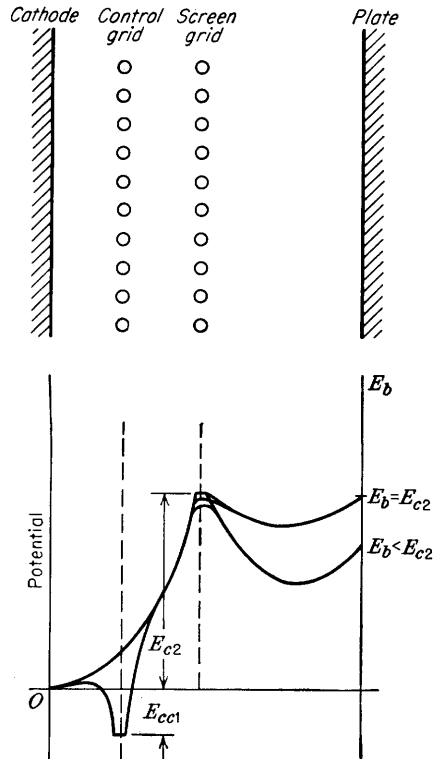 Cathode Control grid Screen grid Plate
E_b
E_b=E_c2
E_b<E_c2
Potential
E_c2
O
E_cc1